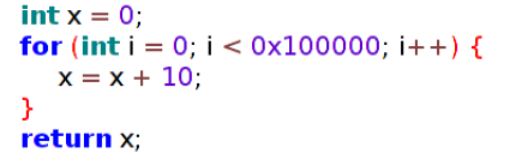 int x = 0;
for (int i = 0; i < 0x100000; i++) {
    x = x + 10;
}
return x;